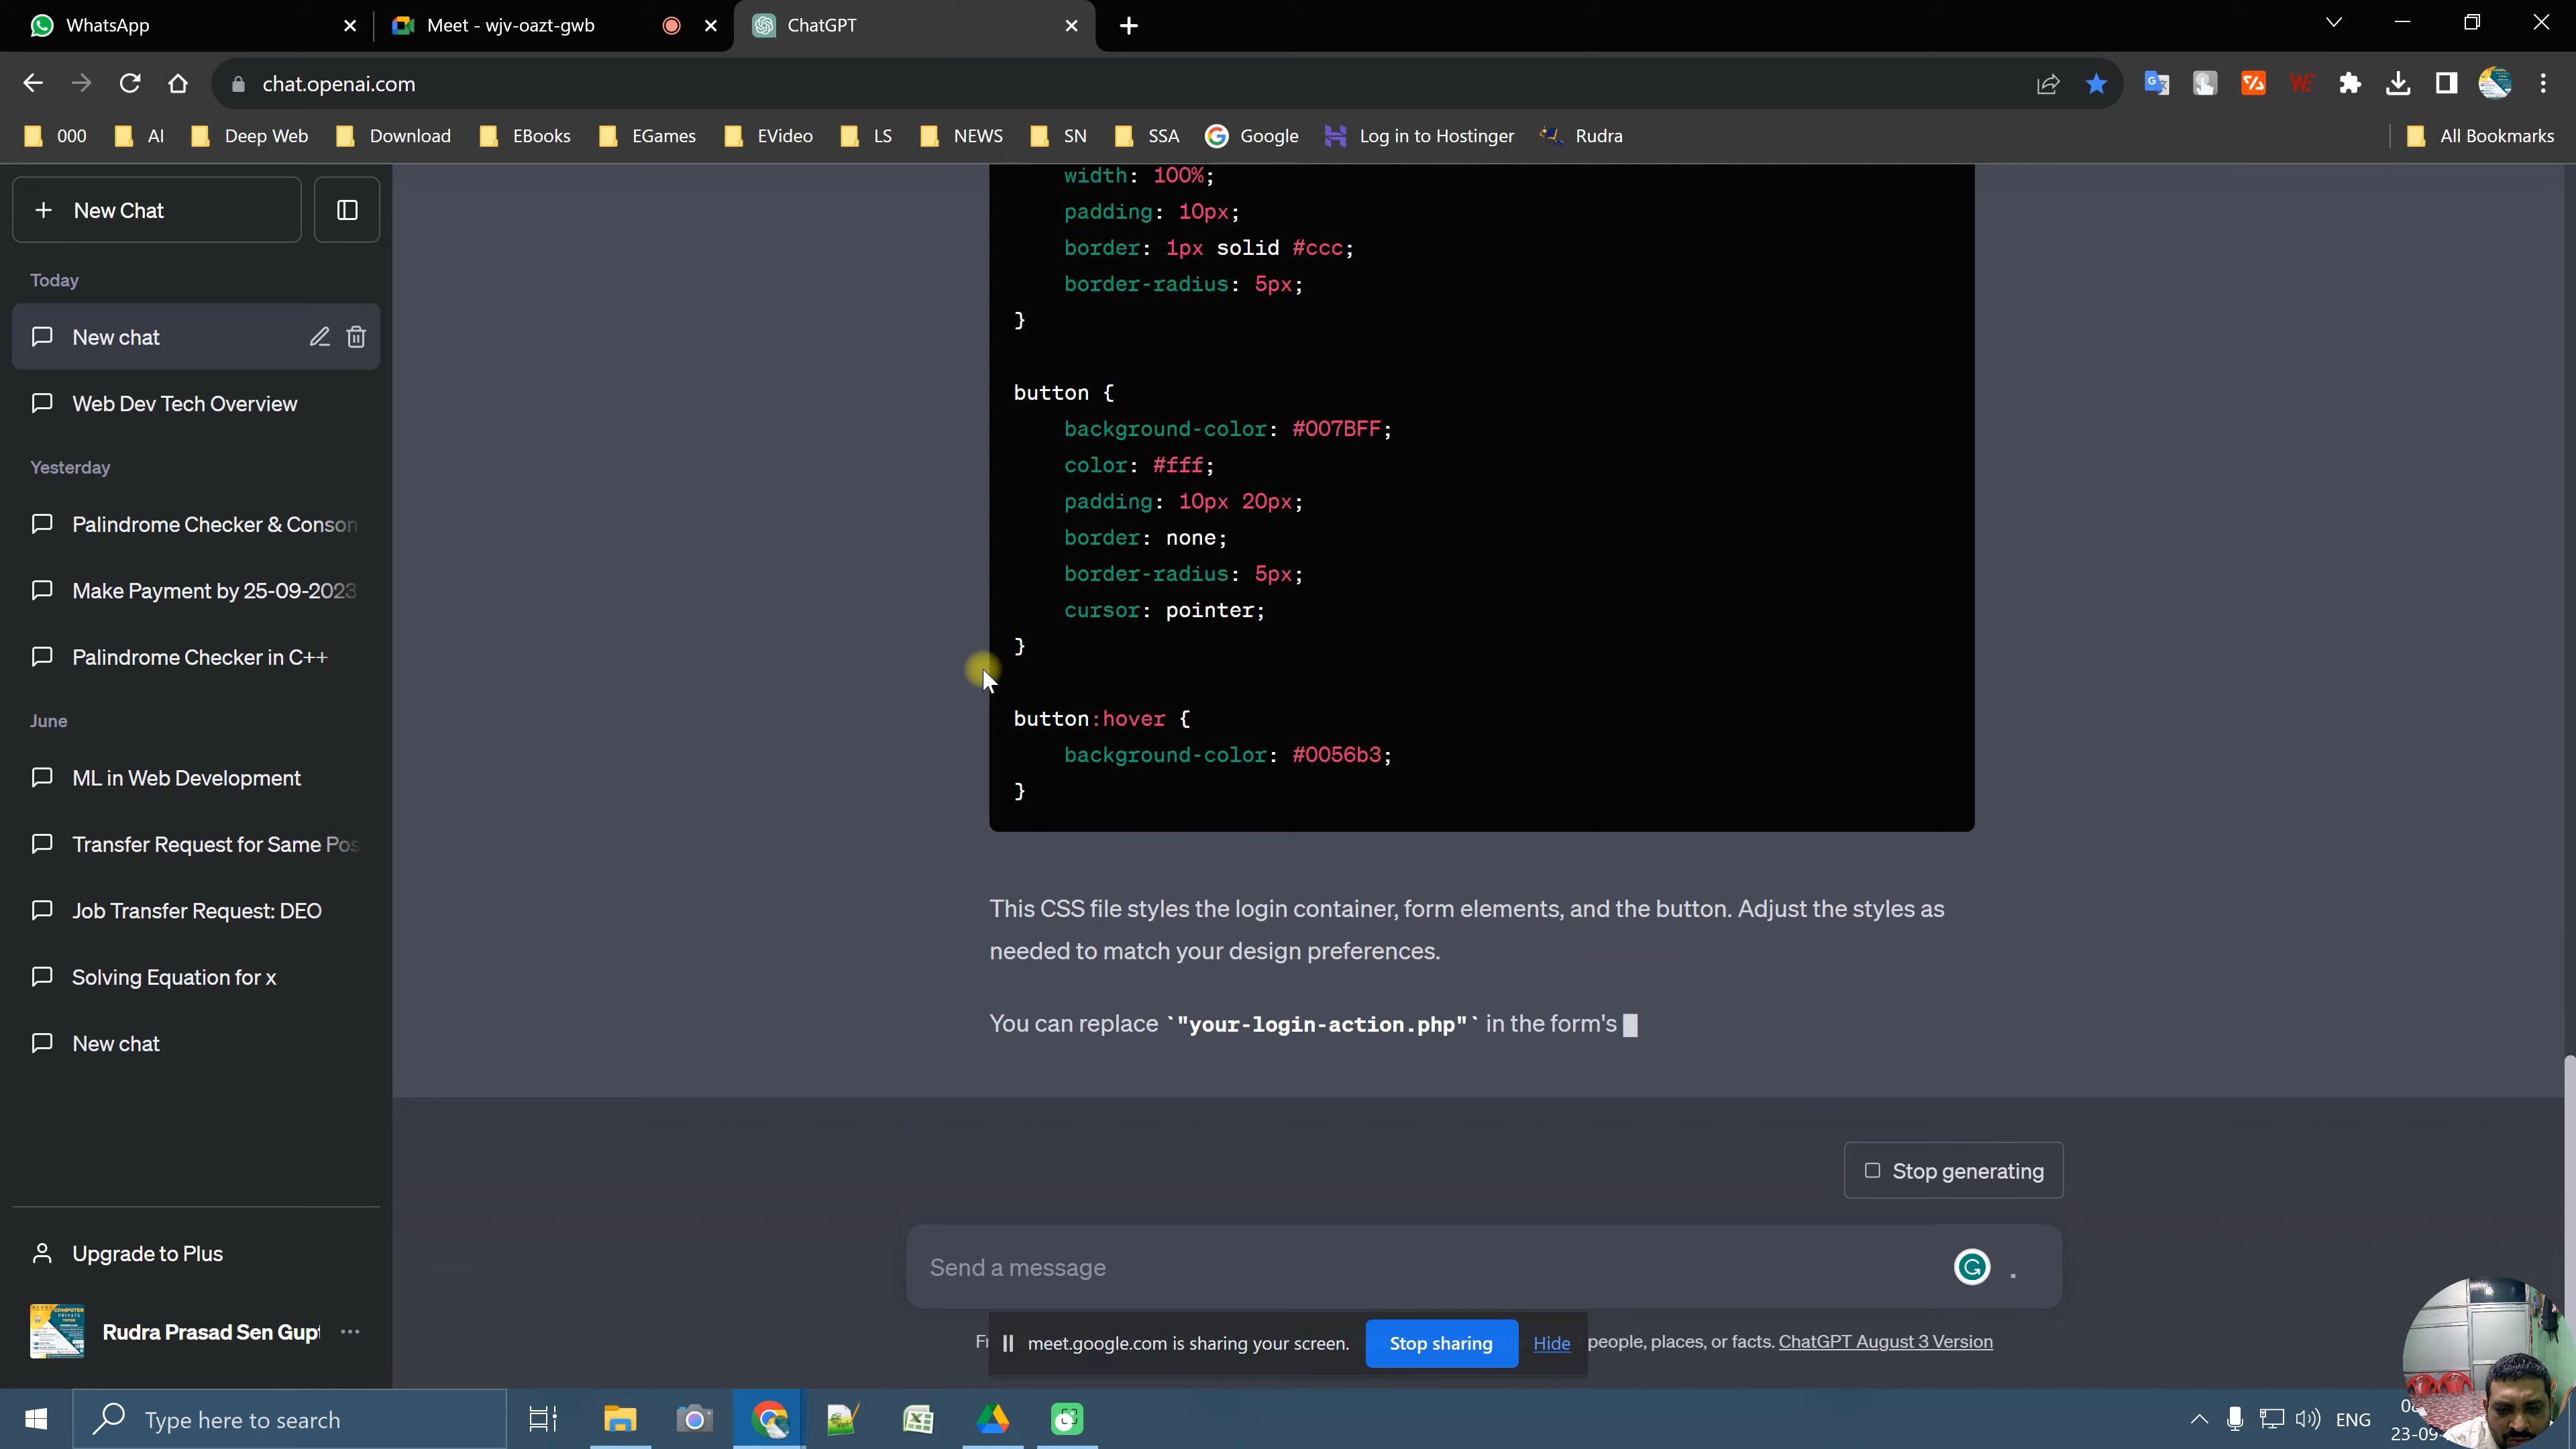 WhatsApp
Meet - wjv-oazt-gwb
ChatGPT
chat.openai.com
000
AI
Deep Web
Download
EBooks
EGames
EVideo
LS
NEWS
SN
SSA
Google
Log in to Hostinger
Rudra
All Bookmarks
New Chat
Today
New chat
Web Dev Tech Overview
Yesterday
Palindrome Checker & Conson
Make Payment by 25-09-2023
Palindrome Checker in C++
June
ML in Web Development
Transfer Request for Same Pos
Job Transfer Request: DEO
Solving Equation for x
New chat
Upgrade to Plus
Rudra Prasad Sen Gupt
width: 100%;
padding: 10px;
border: 1px solid #ccc;
border-radius: 5px;
}
button {
background-color: #007BFF;
color: #fff;
padding: 10px 20px;
border: none;
border-radius: 5px;
cursor: pointer;
}
button:hover {
background-color: #0056b3;
}
This CSS file styles the login container, form elements, and the button. Adjust the styles as
needed to match your design preferences.
You can replace `"your-login-action.php"` in the form's
Stop generating
Send a message
meet.google.com is sharing your screen. Stop sharing Hide
people, places, or facts. ChatGPT August 3 Version
Type here to search
ENG
23-09